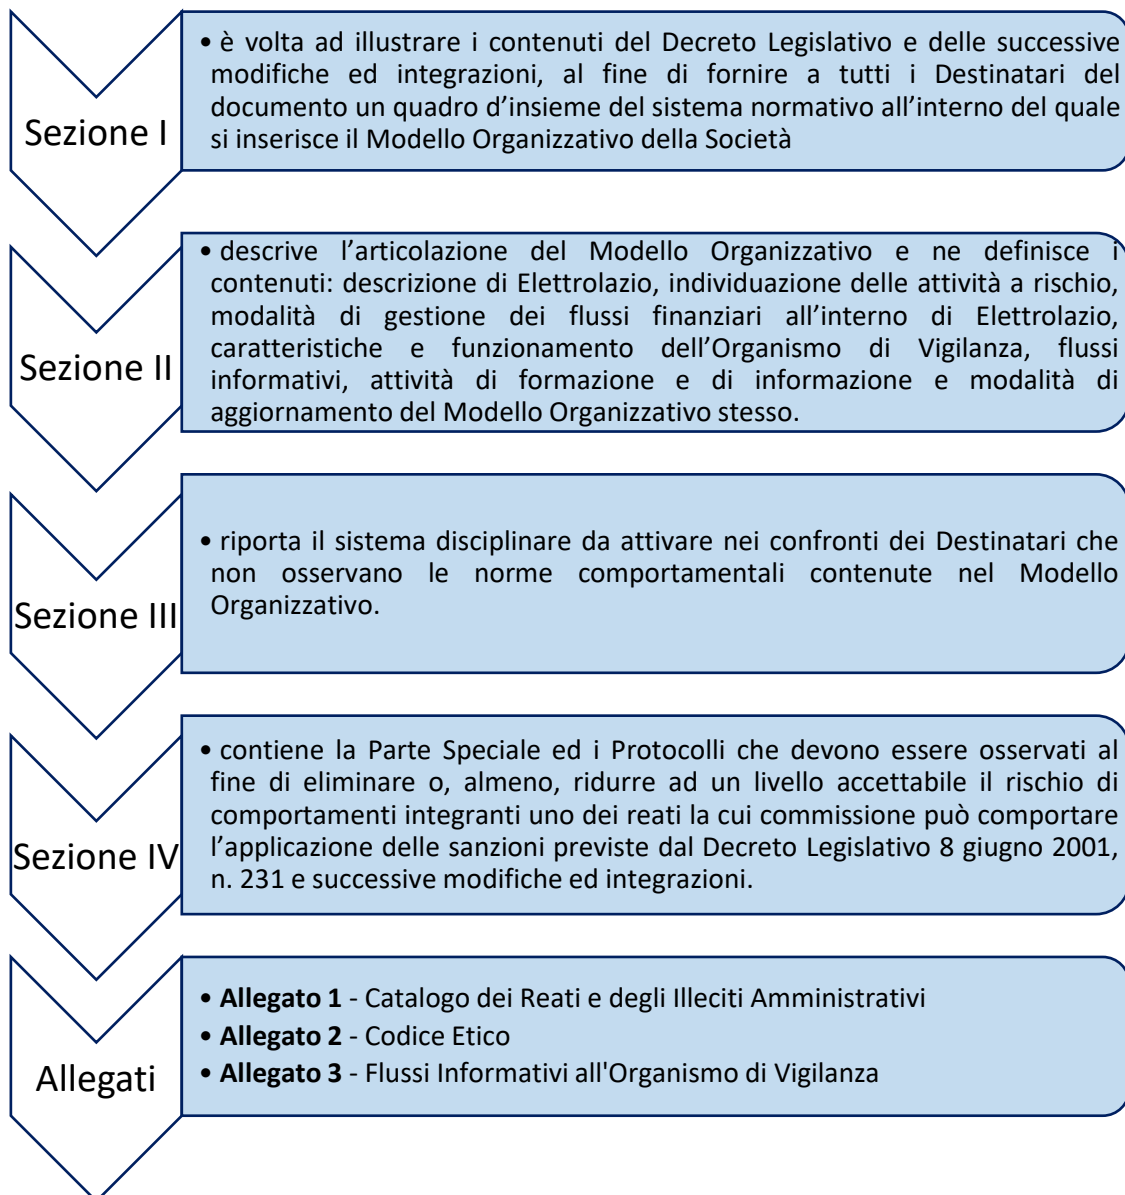 Sezione I
• è volta ad illustrare i contenuti del Decreto Legislativo e delle successive
modifiche ed integrazioni, al fine di fornire a tutti i Destinatari del
documento un quadro d’insieme del sistema normativo all’interno del quale
si inserisce il Modello Organizzativo della Società
Sezione II
• descrive l’articolazione del Modello Organizzativo e ne definisce i
contenuti: descrizione di Elettrolazio, individuazione delle attività a rischio,
modalità di gestione dei flussi finanziari all’interno di Elettrolazio,
caratteristiche e funzionamento dell’Organismo di Vigilanza, flussi
informativi, attività di formazione e di informazione e modalità di
aggiornamento del Modello Organizzativo stesso.
Sezione III
• riporta il sistema disciplinare da attivare nei confronti dei Destinatari che
non osservano le norme comportamentali contenute nel Modello
Organizzativo.
Sezione IV
• contiene la Parte Speciale ed i Protocolli che devono essere osservati al
fine di eliminare o, almeno, ridurre ad un livello accettabile il rischio di
comportamenti integranti uno dei reati la cui commissione può comportare
l’applicazione delle sanzioni previste dal Decreto Legislativo 8 giugno 2001,
n. 231 e successive modifiche ed integrazioni.
Allegati
• Allegato 1 - Catalogo dei Reati e degli Illeciti Amministrativi
• Allegato 2 - Codice Etico
• Allegato 3 - Flussi Informativi all'Organismo di Vigilanza